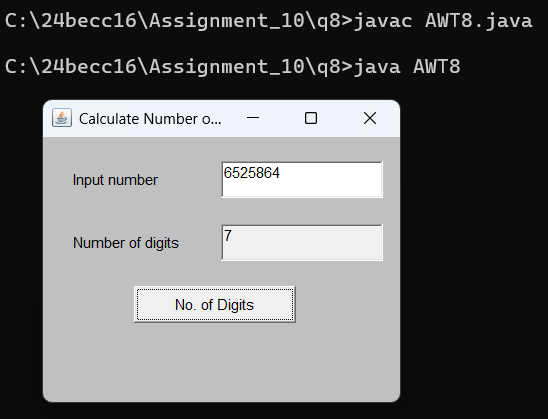 C:\24becc16\Assignment_10\q8>javac AWT8.java
C:\24becc16\Assignment_10\q8>java AWT8
Calculate Number o...
Input number 6525864
Number of digits 7
No. of Digits